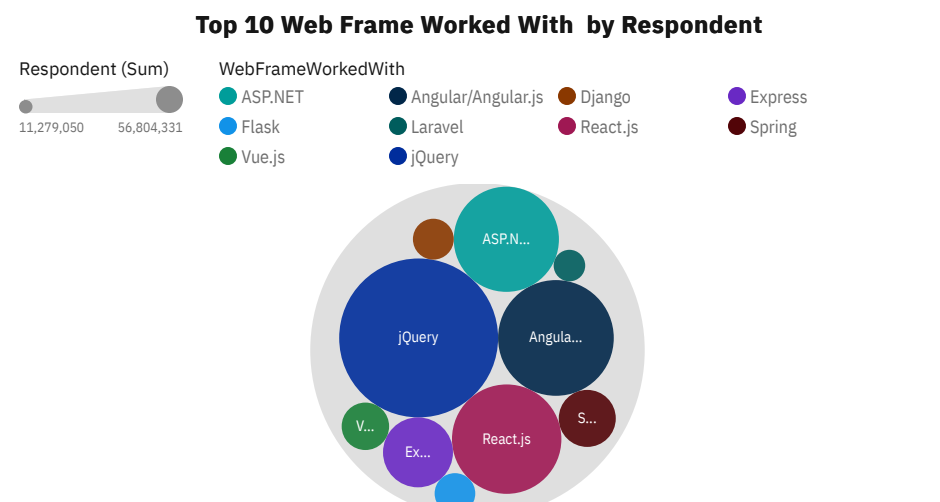 Top 10 Web Frame Worked With by Respondent
Respondent (Sum)
11,279,050 56,804,331
WebFrameWorkedWith
ASP.NET Angular/Angular.js Django Express
Flask Laravel React.js Spring
Vue.js jQuery
ASP.N...
jQuery
Angula...
V...
Ex...
React.js
S...